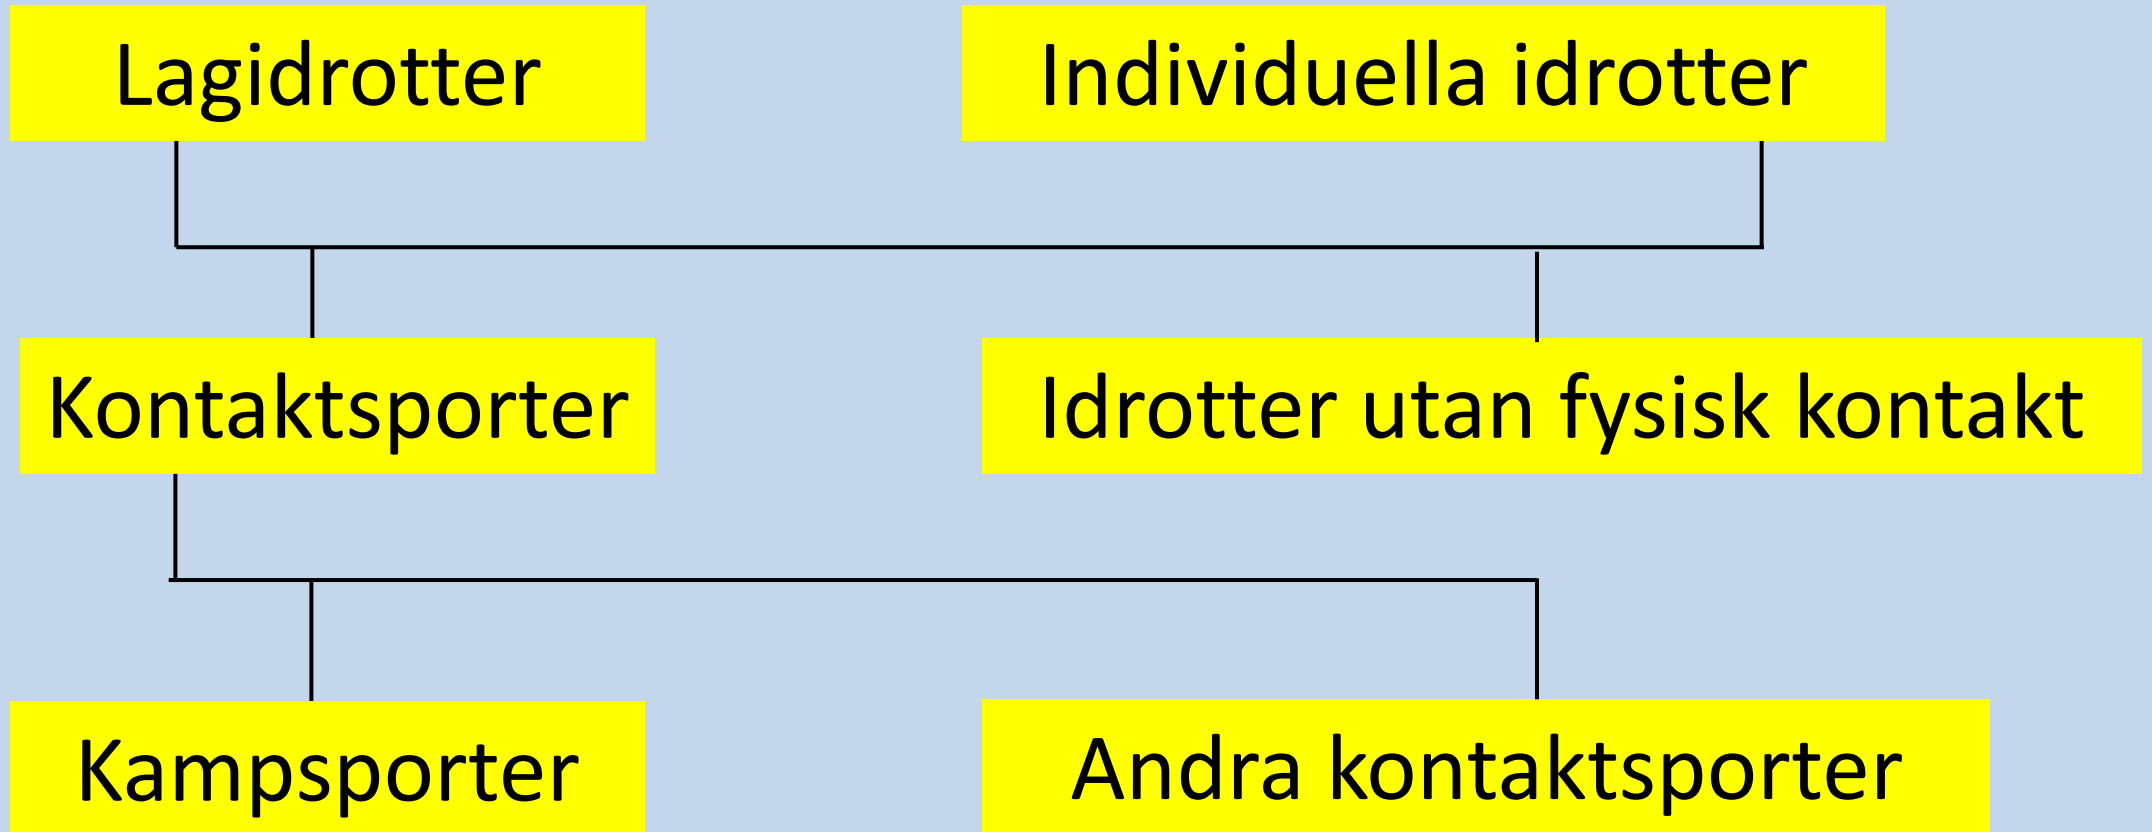 Lagidrotter
Individuella idrotter
Kontaktsporter
Idrotter utan fysisk kontakt
Kampsporter
Andra kontaktsporter